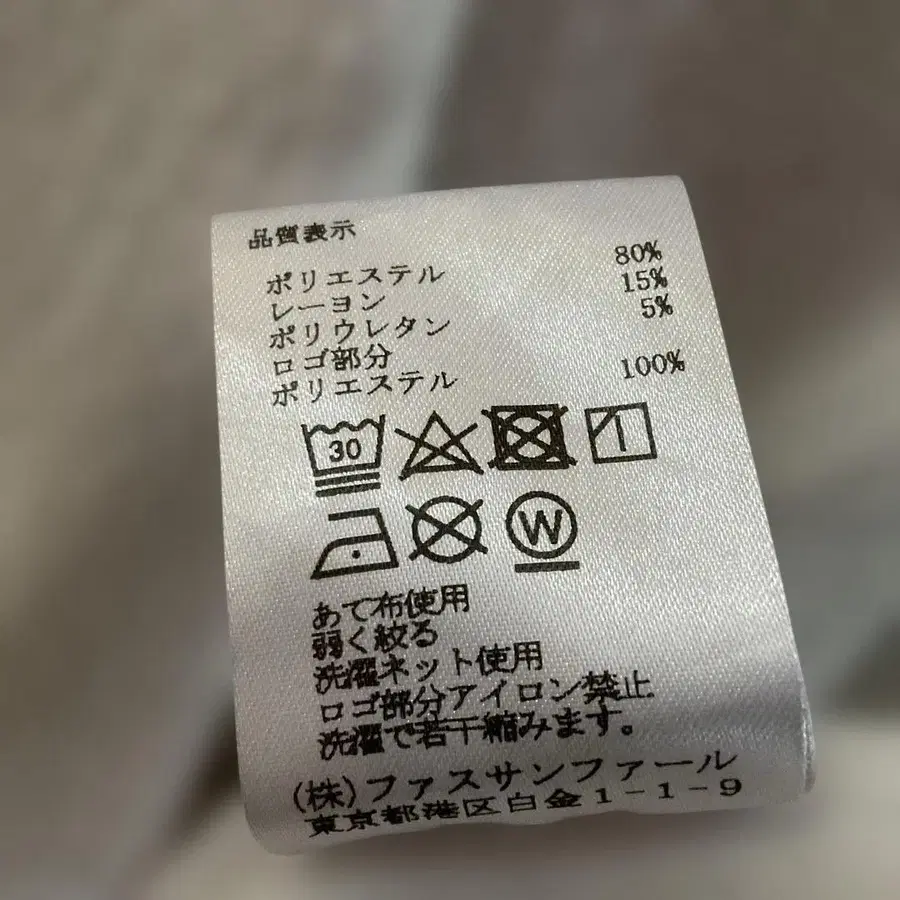 品質表示
ポリエステル 80%
レーヨン 15%
ポリウレタン 5%
ロゴ部分
ポリエステル 100%
30
W
あて布使用
弱く絞る
洗濯ネット使用
ロゴ部分アイロン禁止
洗濯で若干縮みます。
(株)ファスサンファール
東京都港区白金1-1-9